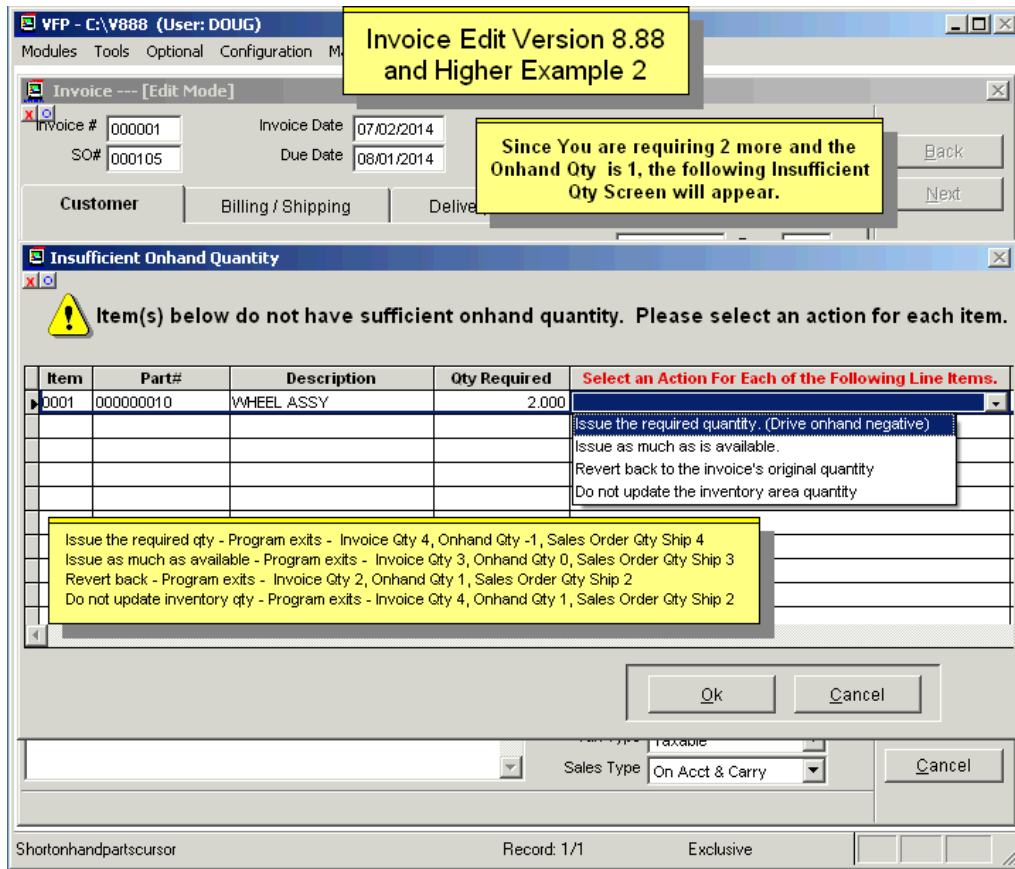 VFP - C:\V888 (User: DOUG)
Modules Tools Optional Configuration
Invoice Edit Version 8.88
and Higher Example 2
Invoice --- [Edit Mode]
Invoice # 000001 Invoice Date 07/02/2014
SO# 000105 Due Date 08/01/2014
Since You are requiring 2 more and the
Onhand Qty is 1, the following Insufficient
Qty Screen will appear.
Back
Next
Customer Billing / Shipping
Insufficient Onhand Quantity
Item(s) below do not have sufficient onhand quantity. Please select an action for each item.
Item Part# Description Qty Required Select an Action For Each of the Following Line Items.
0001 000000010 WHEEL ASSY 2.000
Issue the required quantity. (Drive onhand negative)
Issue as much as is available.
Revert back to the invoice's original quantity
Do not update the inventory area quantity
Issue the required qty - Program exits - Invoice Qty 4, Onhand Qty -1, Sales Order Qty Ship 4
Issue as much as available - Program exits - Invoice Qty 3, Onhand Qty 0, Sales Order Qty Ship 3
Revert back - Program exits - Invoice Qty 2, Onhand Qty 1, Sales Order Qty Ship 2
Do not update inventory qty - Program exits - Invoice Qty 4, Onhand Qty 1, Sales Order Qty Ship 2
Ok Cancel
Taxable
Sales Type On Acct & Carry
Cancel
Shortonhandpartscursor Record: 1/1 Exclusive